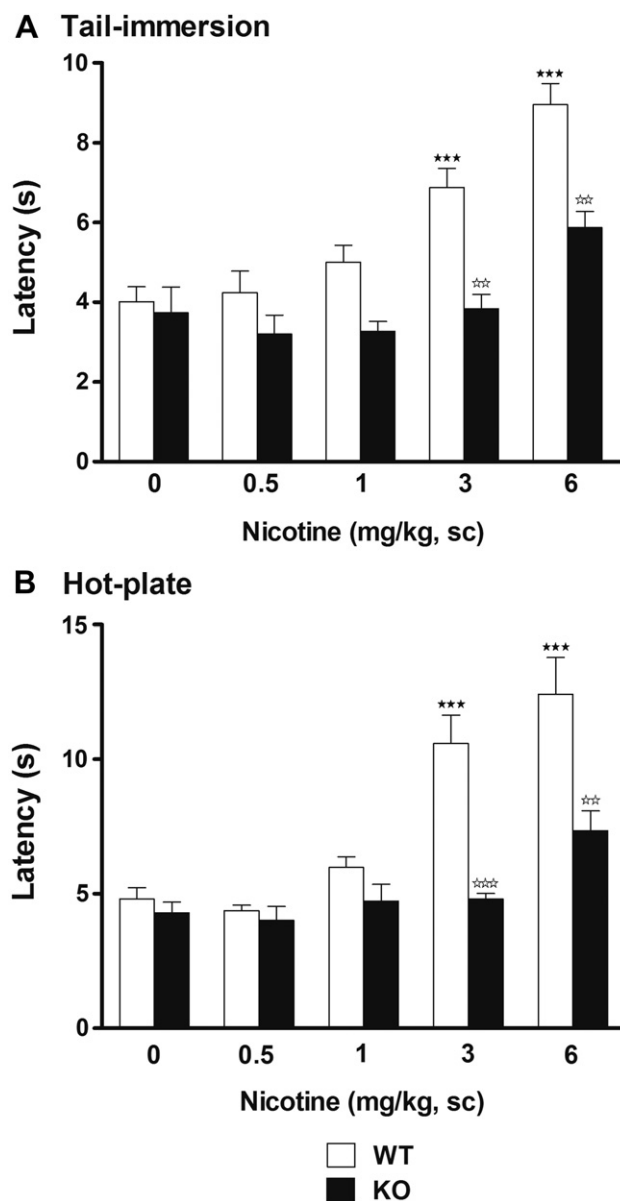 A Tail-immersion
10
8
6
4
2
0
Latency (s)
★★★
★★★
☆☆
☆☆
0 0.5 1 3 6
Nicotine (mg/kg, sc)
B Hot-plate
15
10
5
0
Latency (s)
★★★
★★★
☆☆☆
☆☆
0 0.5 1 3 6
Nicotine (mg/kg, sc)
WT
KO